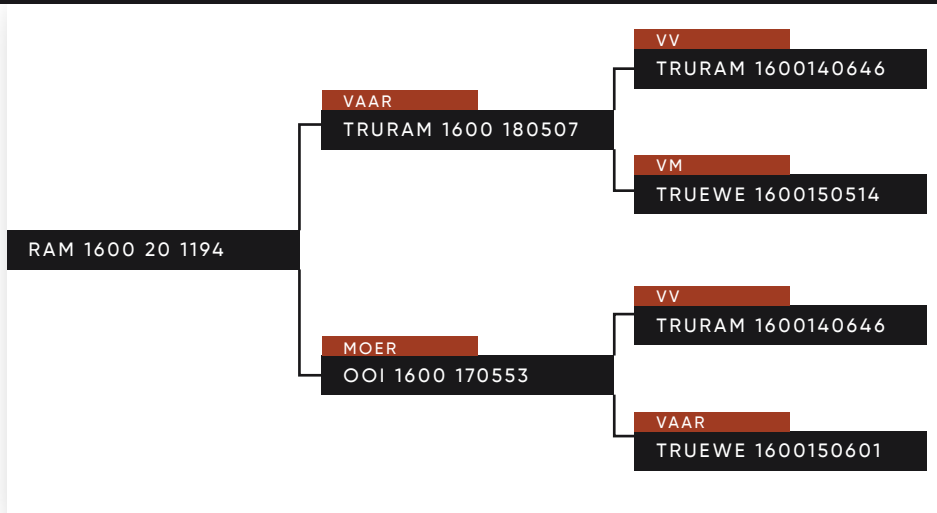 VV
TRURAM 1600140646
VAAR
TRURAM 1600 180507
VM
TRUEWE 1600150514
RAM 1600 20 1194
VV
TRURAM 1600140646
MOER
OOI 1600 170553
VAAR
TRUEWE 1600150601